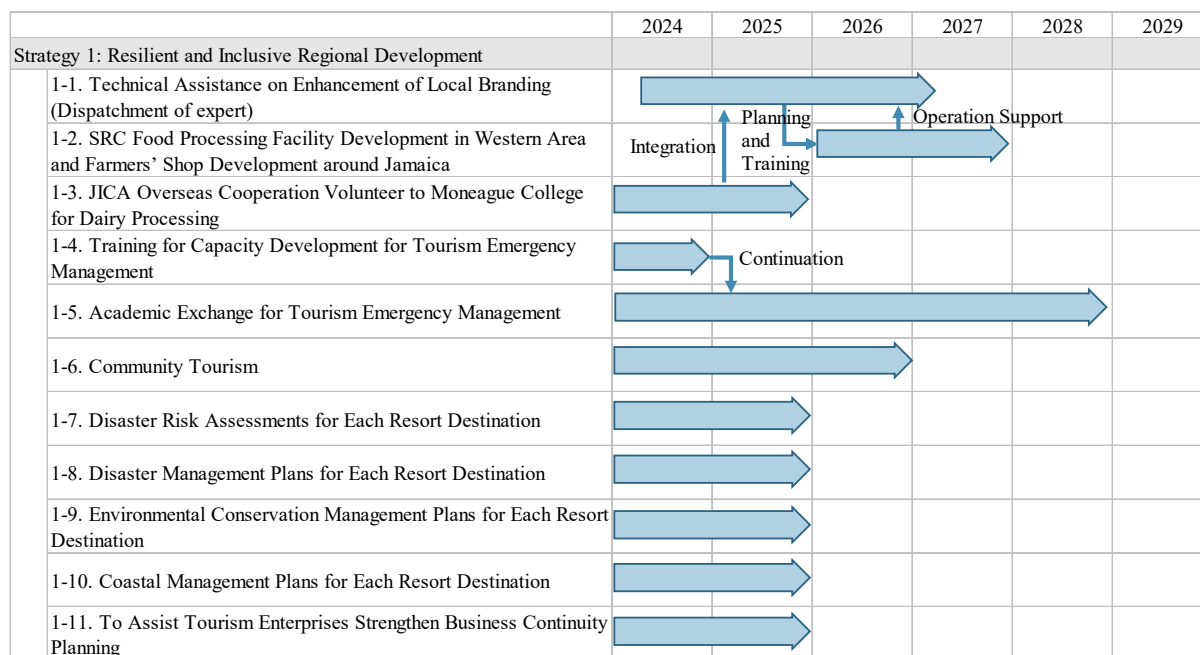 2024 2025 2026 2027 2028 2029
Strategy 1: Resilient and Inclusive Regional Development
1-1. Technical Assistance on Enhancement of Local Branding
(Dispatchment of expert)
1-2. SRC Food Processing Facility Development in Western Area
and Farmers’ Shop Development around Jamaica
Integration
Planning
and
Training
Operation Support
1-3. JICA Overseas Cooperation Volunteer to Moneague College
for Dairy Processing
1-4. Training for Capacity Development for Tourism Emergency
Management
Continuation
1-5. Academic Exchange for Tourism Emergency Management
1-6. Community Tourism
1-7. Disaster Risk Assessments for Each Resort Destination
1-8. Disaster Management Plans for Each Resort Destination
1-9. Environmental Conservation Management Plans for Each Resort
Destination
1-10. Coastal Management Plans for Each Resort Destination
1-11. To Assist Tourism Enterprises Strengthen Business Continuity
Planning